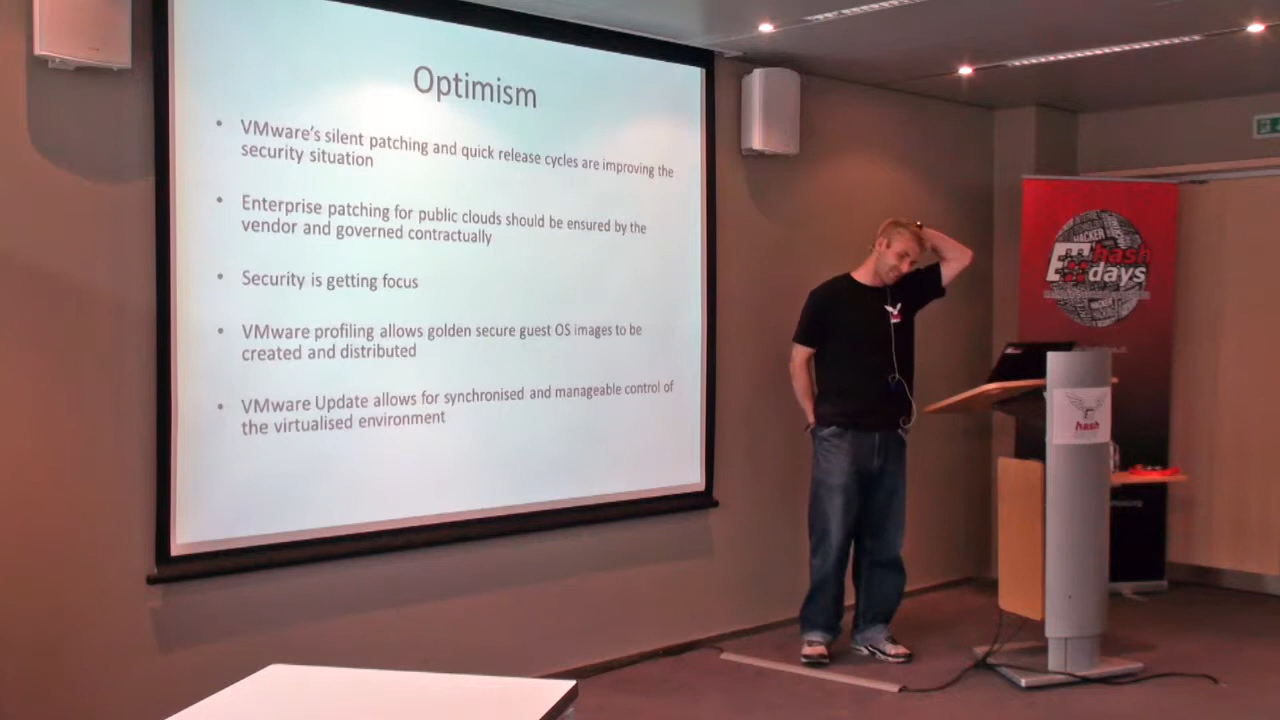 Optimism
• VMware's silent patching and quick release cycles are improving the
security situation
• Enterprise patching for public clouds should be ensured by the
vendor and governed contractually
• Security is getting focus
• VMware profiling allows golden secure guest OS images to be
created and distributed
• VMware Update allows for synchronised and manageable control of
the virtualised environment
HACKER
hash
days
hash